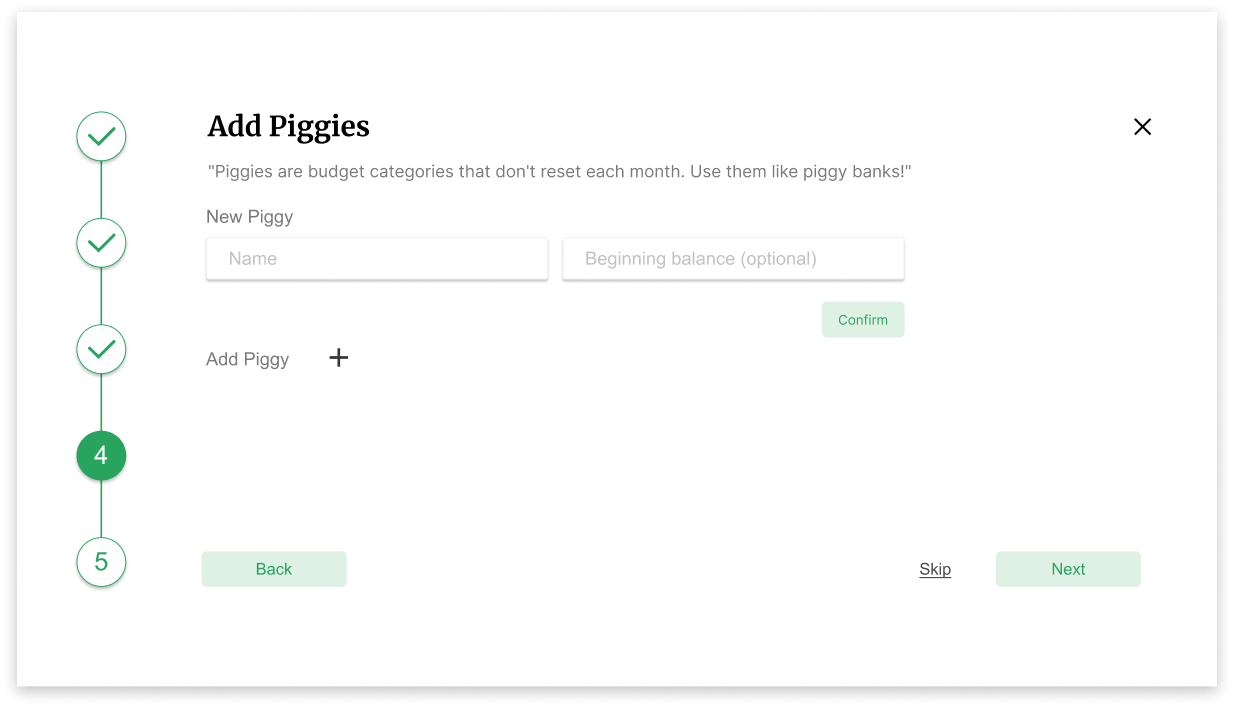 Add Piggies
"Piggies are budget categories that don't reset each month. Use them like piggy banks!"
New Piggy
Name
Beginning balance (optional)
Confirm
Add Piggy
4
5
Back
Skip
Next